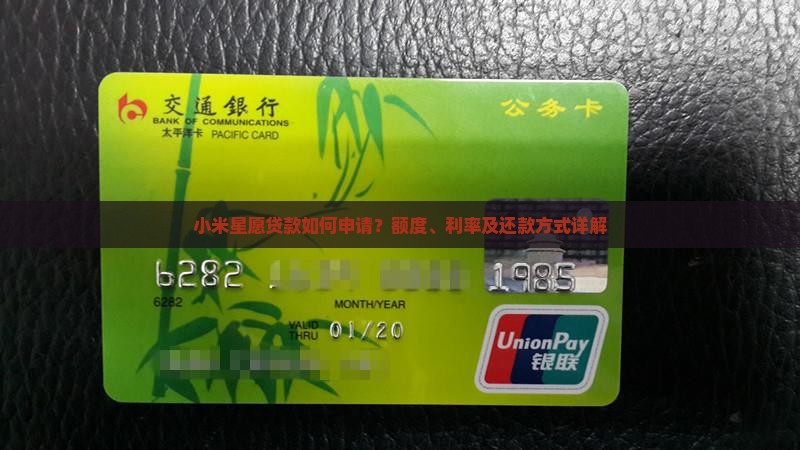 交通銀行
公务卡
BANK OF COMMUNICATIONS
太平洋卡 PACIFIC CARD
小米星愿贷款如何申请？额度、利率及还款方式详解
6282 1985
6282
MONTH/YEAR
VALID
THRU 01/20
UnionPay
银联